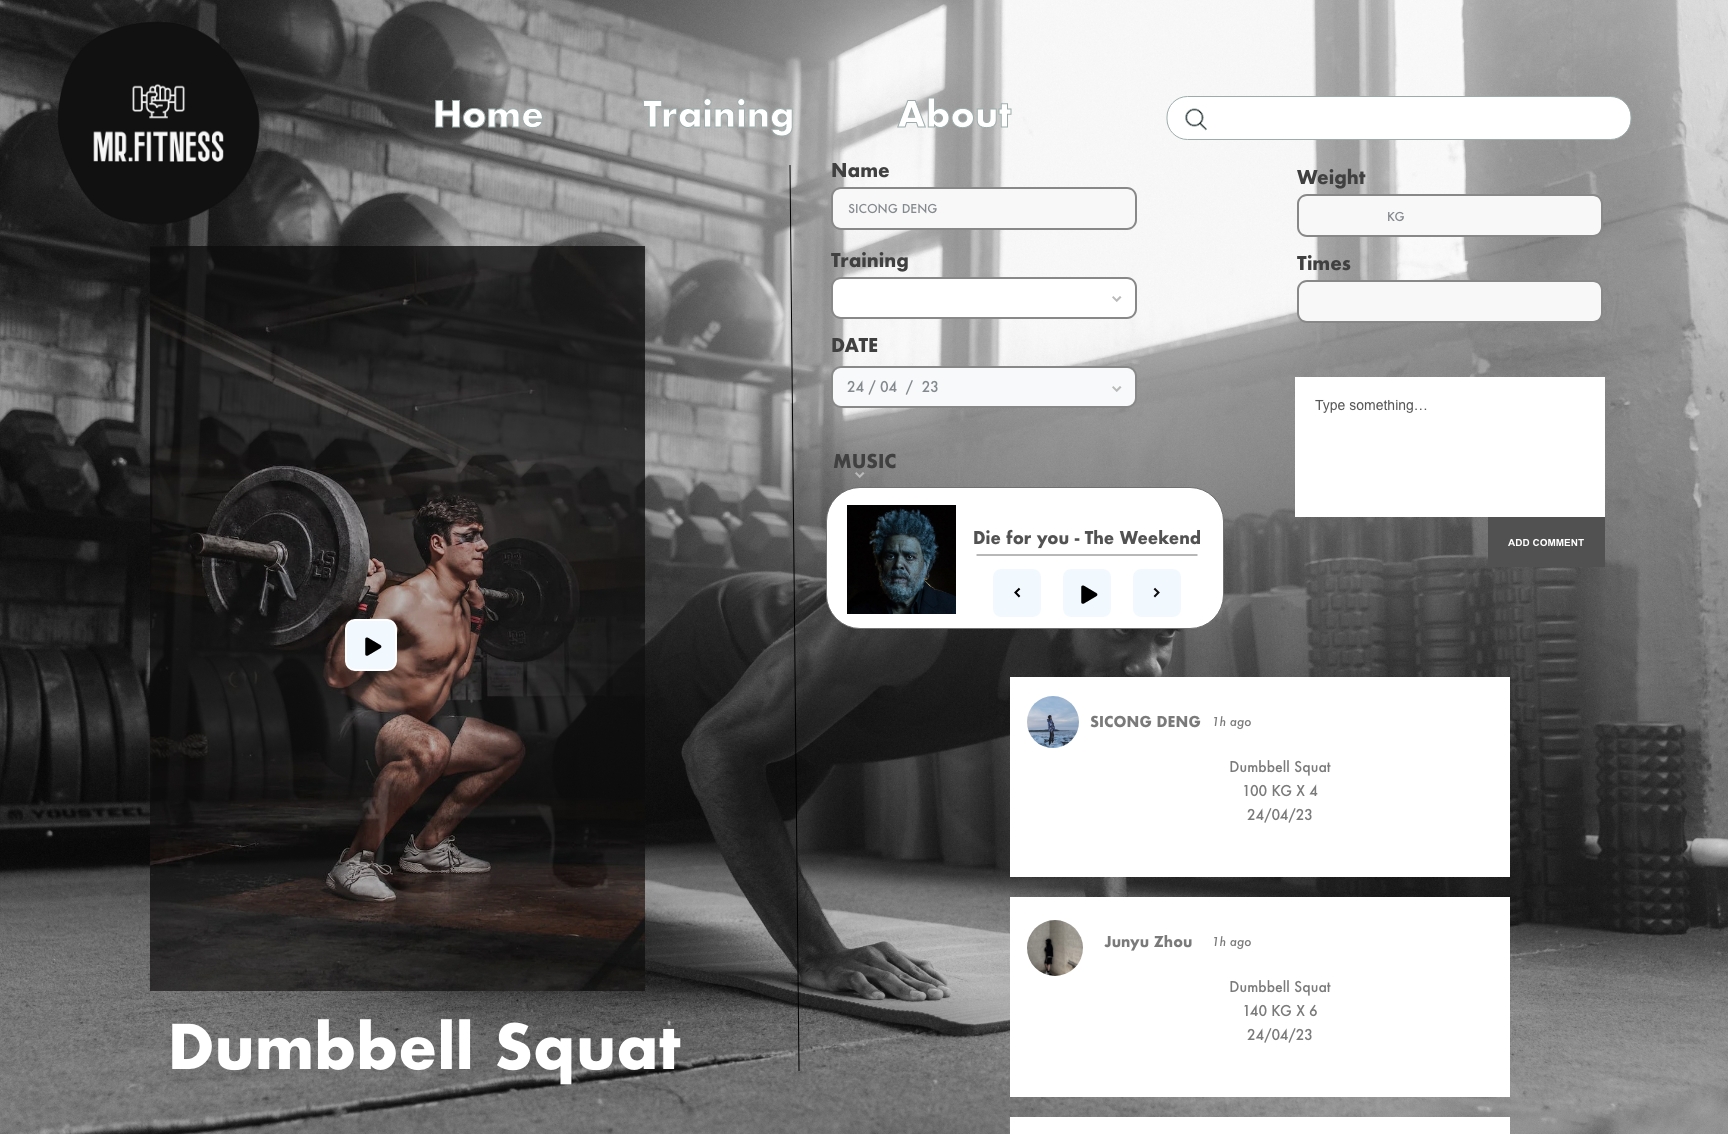 MR.FITNESS
Home
Training
About
Name
SICONG DENG
Weight
KG
Training
Times
DATE
24 / 04 / 23
Type something...
MUSIC
ADD COMMENT
Die for you - The Weekend
SICONG DENG 1h ago
Dumbbell Squat
100 KG X 4
24/04/23
M.YOUSTEEL
Junyu Zhou 1h ago
Dumbbell Squat
140 KG X 6
24/04/23
Dumbbell Squat